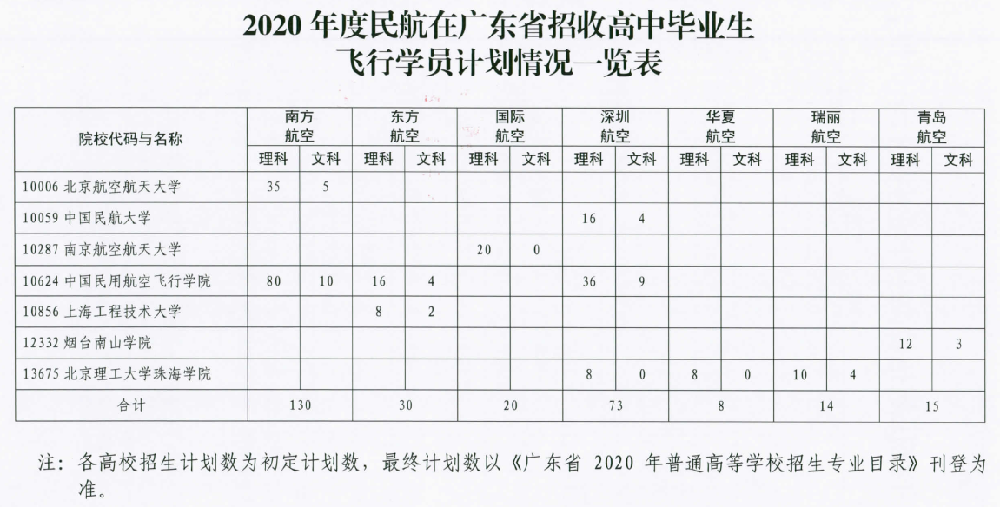 2020 年度民航在广东省招收高中毕业生
飞行学员计划情况一览表
院校代码与名称 南方航空 东方航空 国际航空 深圳航空 华夏航空 瑞丽航空 青岛航空
理科 文科 理科 文科 理科 文科 理科 文科 理科 文科 理科 文科 理科 文科
10006 北京航空航天大学 35 5
10059 中国民航大学 16 4
10287 南京航空航天大学 20 0
10624 中国民用航空飞行学院 80 10 16 4 36 9
10856 上海工程技术大学 8 2
12332 烟台南山学院 12 3
13675 北京理工大学珠海学院 8 0 8 0 10 4
合计 130 30 20 73 8 14 15
注：各高校招生计划数为初定计划数，最终计划数以《广东省 2020 年普通高等学校招生专业目录》刊登为
准。